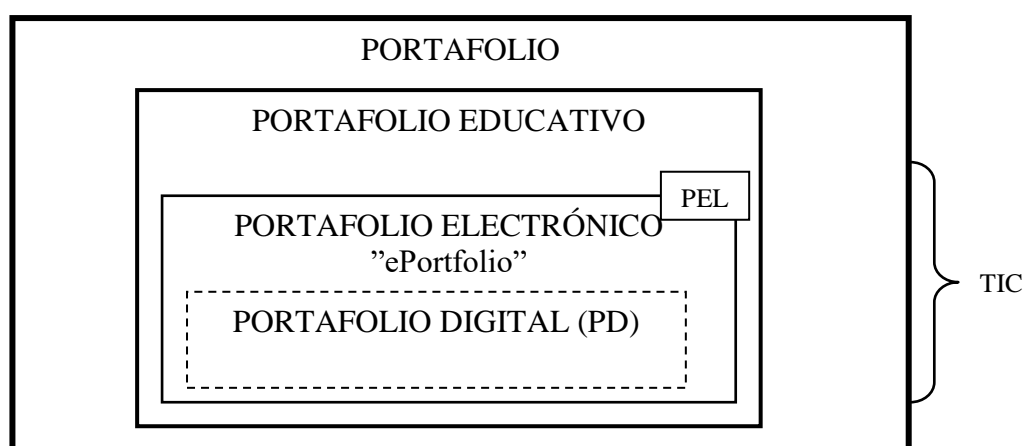 PORTAFOLIO
PORTAFOLIO EDUCATIVO
PEL
PORTAFOLIO ELECTRÓNICO
”ePortfolio”
TIC
PORTAFOLIO DIGITAL (PD)